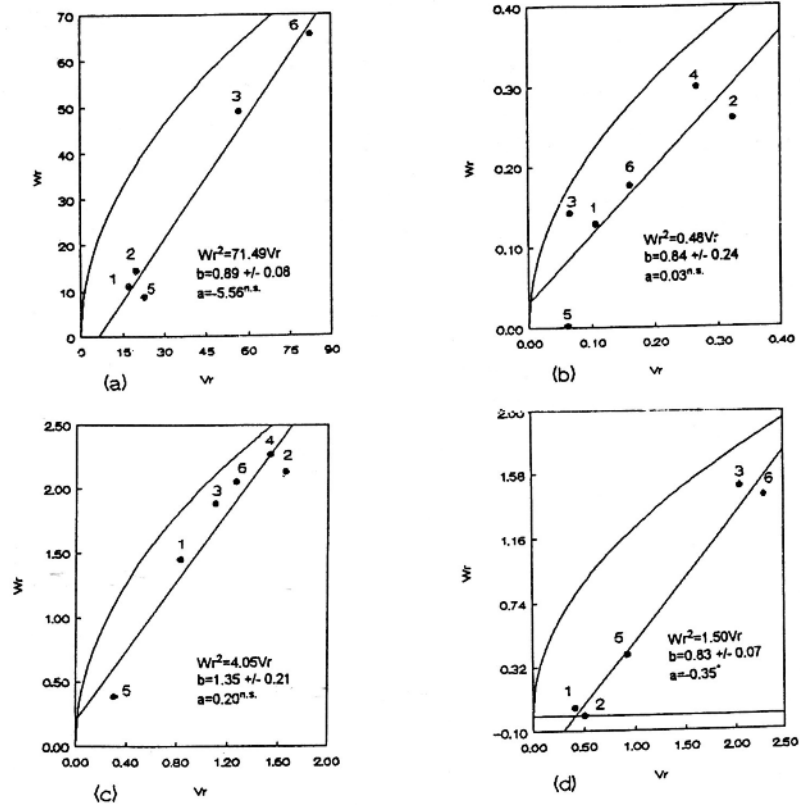 70
60
50
40
30
20
10
0
Wr
6
3
2
1
5
Wr²=71.49Vr
b=0.89 +/- 0.08
a=-5.56ⁿ·ˢ·
0 15 30 45 60 75 90
(a) Vr
0.40
0.30
0.20
0.10
0.00
Wr
4
2
6
3
1
5
Wr²=0.48Vr
b=0.84 +/- 0.24
a=0.03ⁿ·ˢ·
0.00 0.10 0.20 0.30 0.40
(b) Vr
2.50
2.00
1.50
1.00
0.50
0.00
Wr
4
2
6
3
1
5
Wr²=4.05Vr
b=1.35 +/- 0.21
a=0.20ⁿ·ˢ·
0.00 0.40 0.80 1.20 1.60 2.00
(c) Vr
2.00
1.58
1.16
0.74
0.32
-0.10
Wr
3
6
5
1
2
Wr²=1.50Vr
b=0.83 +/- 0.07
a=-0.35*
0.00 0.50 1.00 1.50 2.00 2.50
(d) Vr